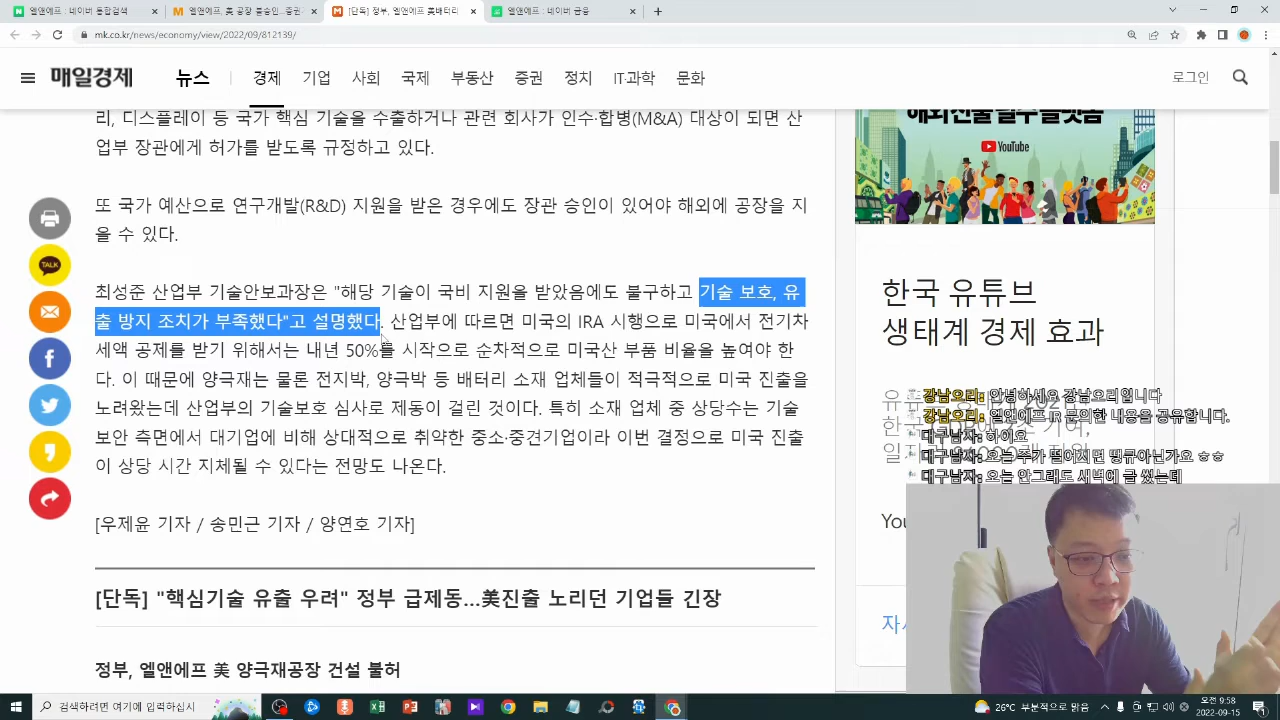 엘앤에프 : 네이버 통합검색
엘앤에프, 美 공장 불승인.. 증권
[단독] 정부, 엘앤에프 美배터리
엘앤에프 : 네이버 금융
mk.co.kr/news/economy/view/2022/09/812139/
매일경제
뉴스 경제 기업 사회 국제 부동산 증권 정치 IT·과학 문화
로그인
리, 디스플레이 등 국가 핵심 기술을 수출하거나 관련 회사가 인수·합병(M&A) 대상이 되면 산
업부 장관에게 허가를 받도록 규정하고 있다.
또 국가 예산으로 연구개발(R&D) 지원을 받은 경우에도 장관 승인이 있어야 해외에 공장을 지
을 수 있다.
최성준 산업부 기술안보과장은 "해당 기술이 국비 지원을 받았음에도 불구하고 기술 보호, 유
출 방지 조치가 부족했다"고 설명했다. 산업부에 따르면 미국의 IRA 시행으로 미국에서 전기차
세액 공제를 받기 위해서는 내년 50%를 시작으로 순차적으로 미국산 부품 비율을 높여야 한
다. 이 때문에 양극재는 물론 전지박, 양극박 등 배터리 소재 업체들이 적극적으로 미국 진출을
노려왔는데 산업부의 기술보호 심사로 제동이 걸린 것이다. 특히 소재 업체 중 상당수는 기술
보안 측면에서 대기업에 비해 상대적으로 취약한 중소·중견기업이라 이번 결정으로 미국 진출
이 상당 시간 지체될 수 있다는 전망도 나온다.
[우제윤 기자 / 송민근 기자 / 양연호 기자]
[단독] "핵심기술 유출 우려" 정부 급제동...美진출 노리던 기업들 긴장
정부, 엘앤에프 美 양극재공장 건설 불허
TALK
YouTube
한국 유튜브
생태계 경제 효과
강남오리: 안녕하세요 강남오리입니다
강남오리: 엘앤에프 IR 문의한 내용을 공유합니다.
대구남자: 하이요
대구남자: 오늘 주가 떨어지면 땡큐아닌가요 ㅎㅎ
대구남자: 오늘 안그래도 새벽에 글 썼는데
You
자
검색하려면 여기에 입력하십시
26°C 부분적으로 맑음
오전 9:58
2022-09-15